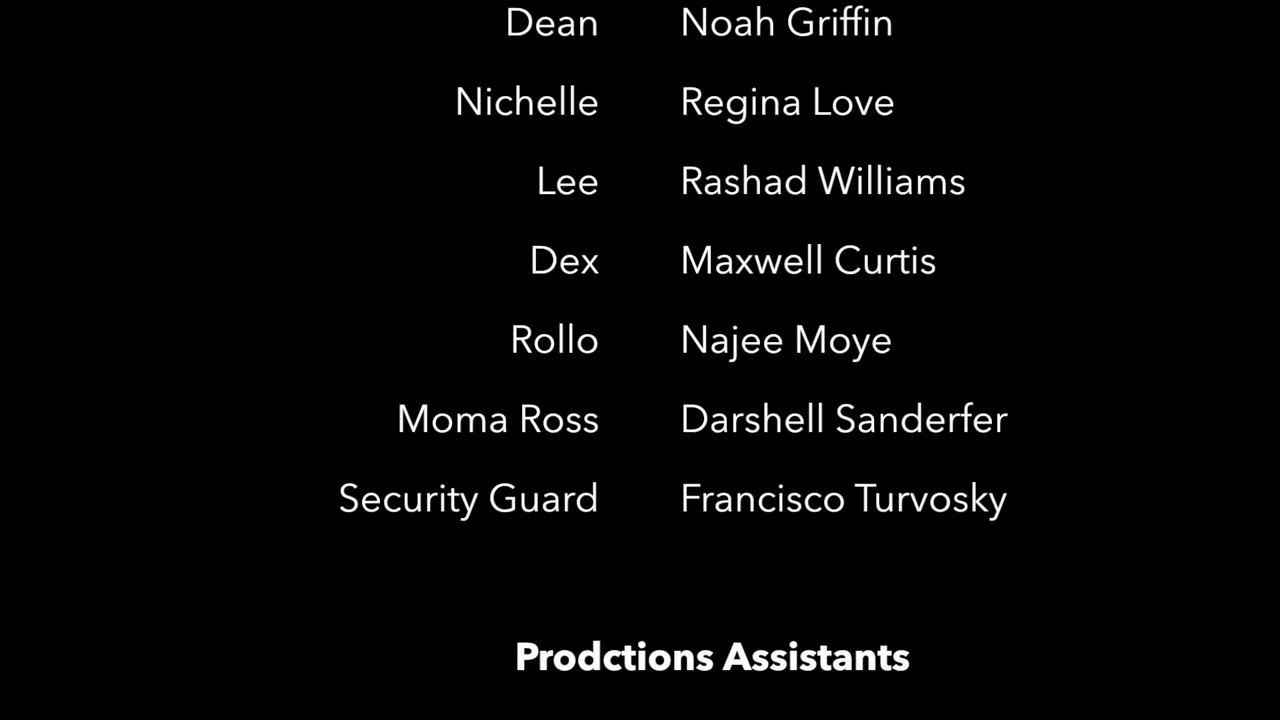 Dean Noah Griffin
Nichelle Regina Love
Lee Rashad Williams
Dex Maxwell Curtis
Rollo Najee Moye
Moma Ross Darshell Sanderfer
Security Guard Francisco Turvosky
Prodctions Assistants